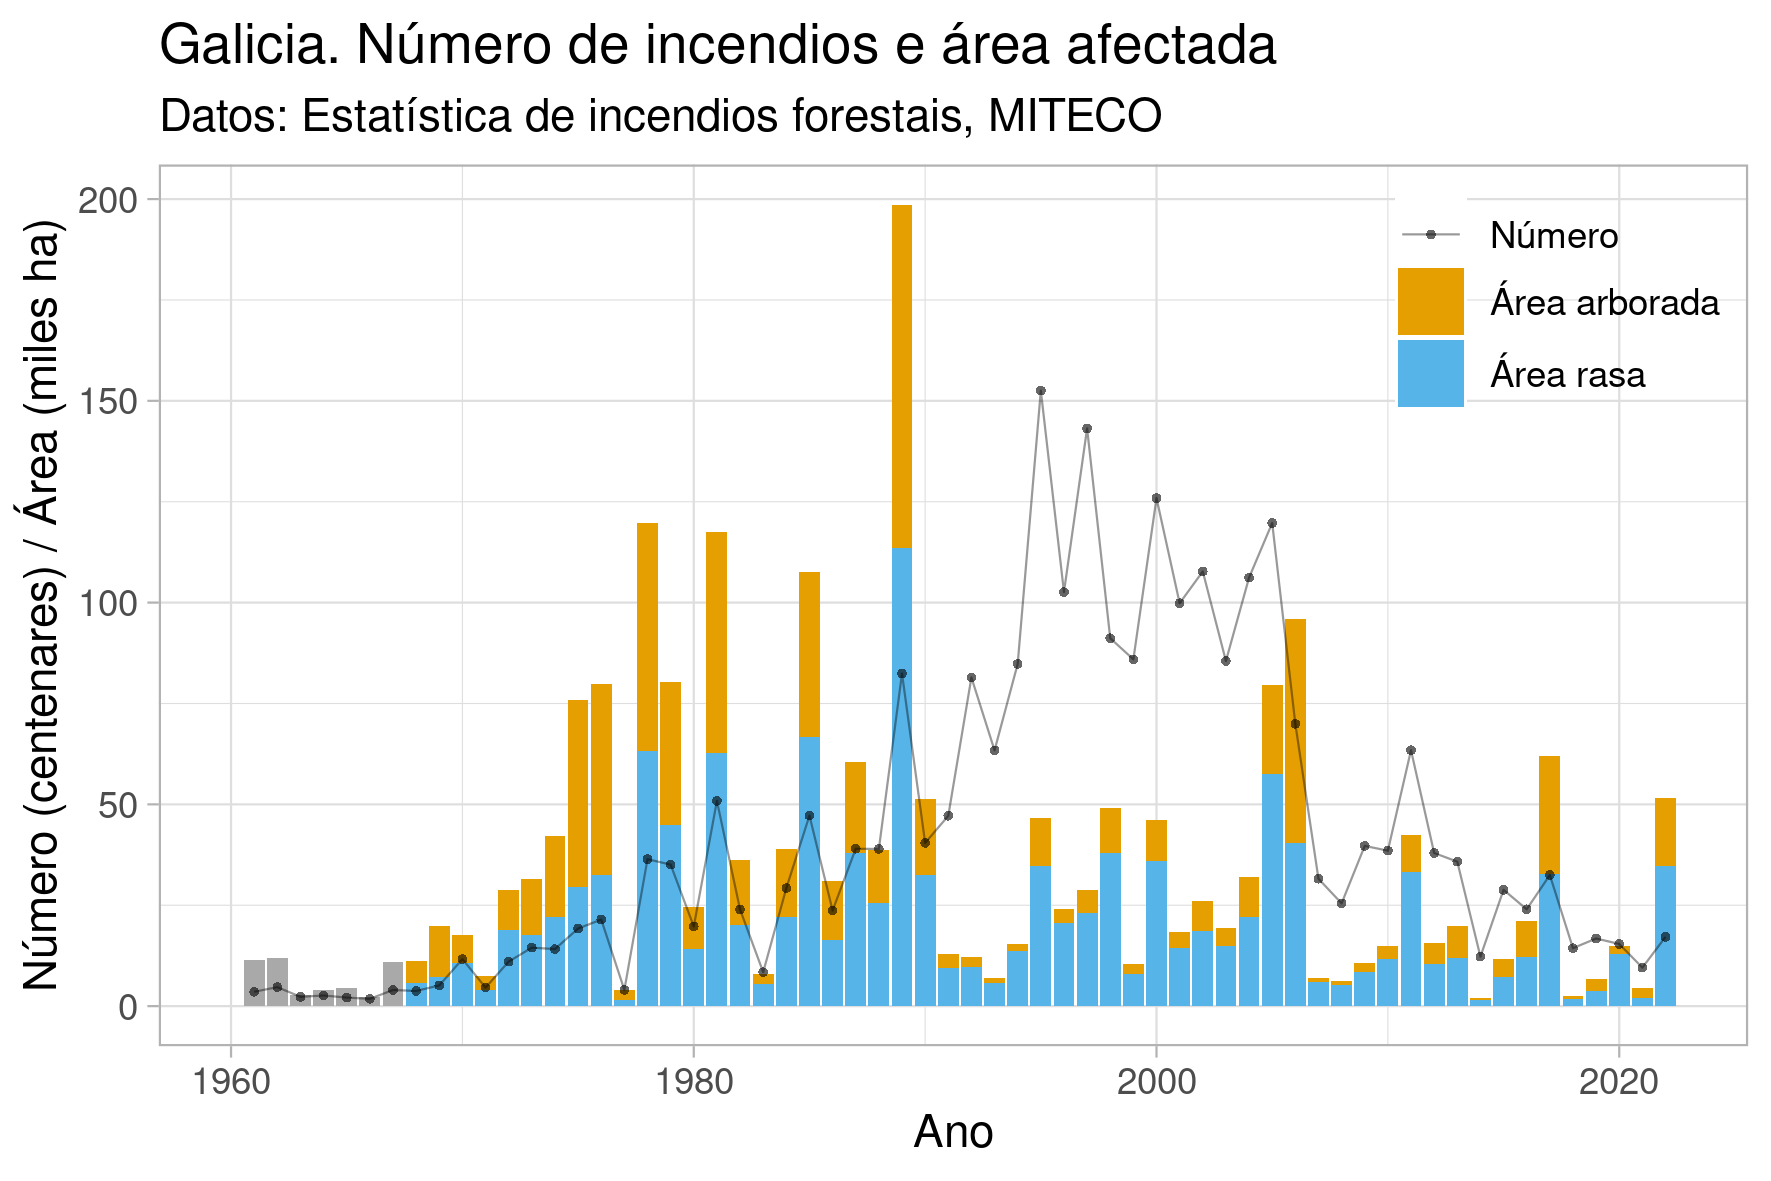 Galicia. Número de incendios e área afectada
Datos: Estatística de incendios forestais, MITECO
Número (centenares) / Área (miles ha)
200
150
100
50
0
Número
Área arborada
Área rasa
1960
1980
2000
2020
Ano